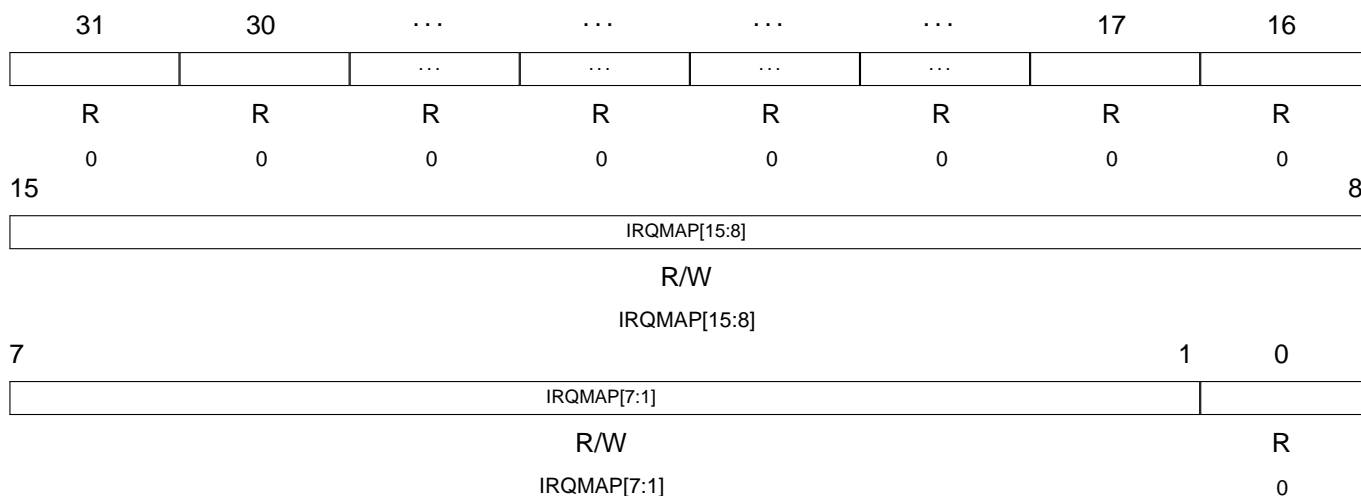 31 30 ... ... ... ... 17 16
... ... ... ...
R R R R R R R R
0 0 0 0 0 0 0 0
15 8
IRQMAP[15:8]
R/W
IRQMAP[15:8]
7 1 0
IRQMAP[7:1]
R/W R
IRQMAP[7:1] 0